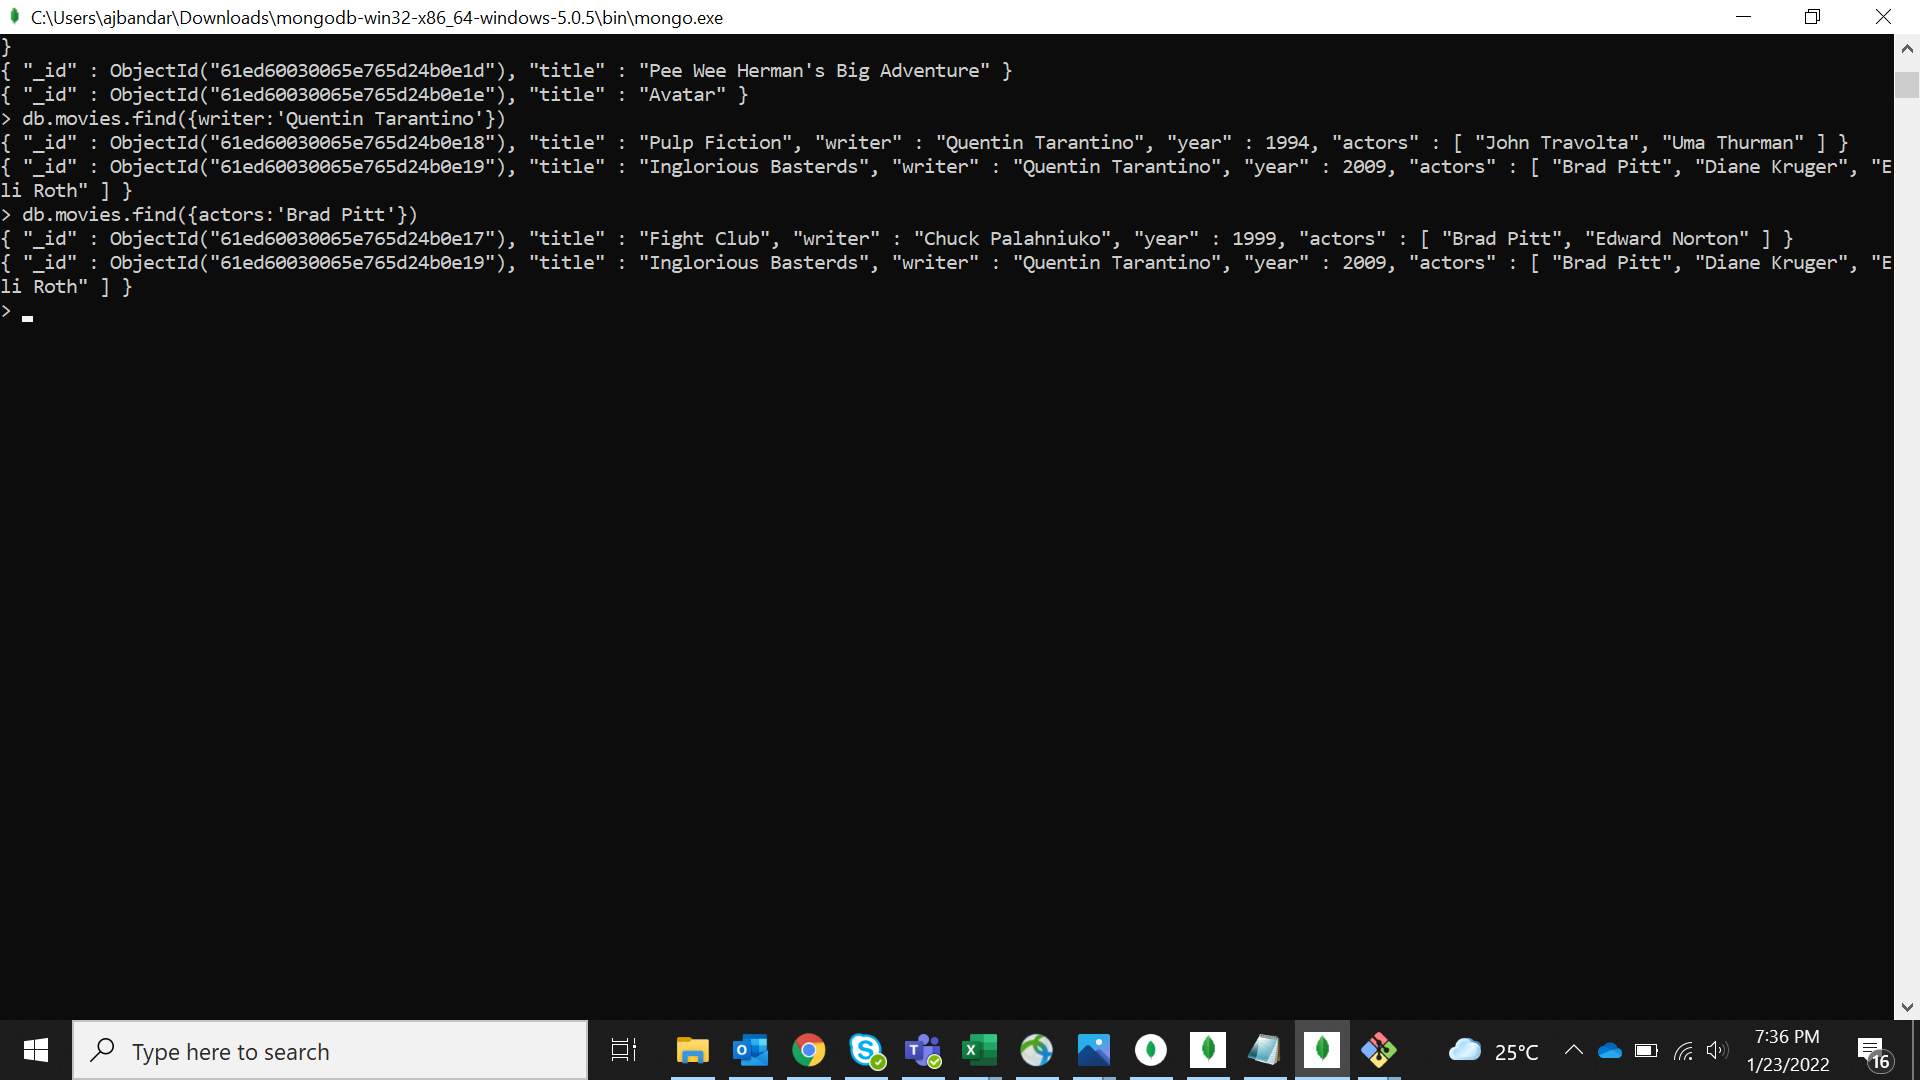 C:\Users\ajbandar\Downloads\mongodb-win32-x86_64-windows-5.0.5\bin\mongo.exe
}
{ "_id" : ObjectId("61ed60030065e765d24b0e1d"), "title" : "Pee Wee Herman's Big Adventure" }
{ "_id" : ObjectId("61ed60030065e765d24b0e1e"), "title" : "Avatar" }
> db.movies.find({writer:'Quentin Tarantino'})
{ "_id" : ObjectId("61ed60030065e765d24b0e18"), "title" : "Pulp Fiction", "writer" : "Quentin Tarantino", "year" : 1994, "actors" : [ "John Travolta", "Uma Thurman" ] }
{ "_id" : ObjectId("61ed60030065e765d24b0e19"), "title" : "Inglorious Basterds", "writer" : "Quentin Tarantino", "year" : 2009, "actors" : [ "Brad Pitt", "Diane Kruger", "E
li Roth" ] }
> db.movies.find({actors:'Brad Pitt'})
{ "_id" : ObjectId("61ed60030065e765d24b0e17"), "title" : "Fight Club", "writer" : "Chuck Palahniuko", "year" : 1999, "actors" : [ "Brad Pitt", "Edward Norton" ] }
{ "_id" : ObjectId("61ed60030065e765d24b0e19"), "title" : "Inglorious Basterds", "writer" : "Quentin Tarantino", "year" : 2009, "actors" : [ "Brad Pitt", "Diane Kruger", "E
li Roth" ] }
>
Type here to search
25°C
7:36 PM
1/23/2022
16